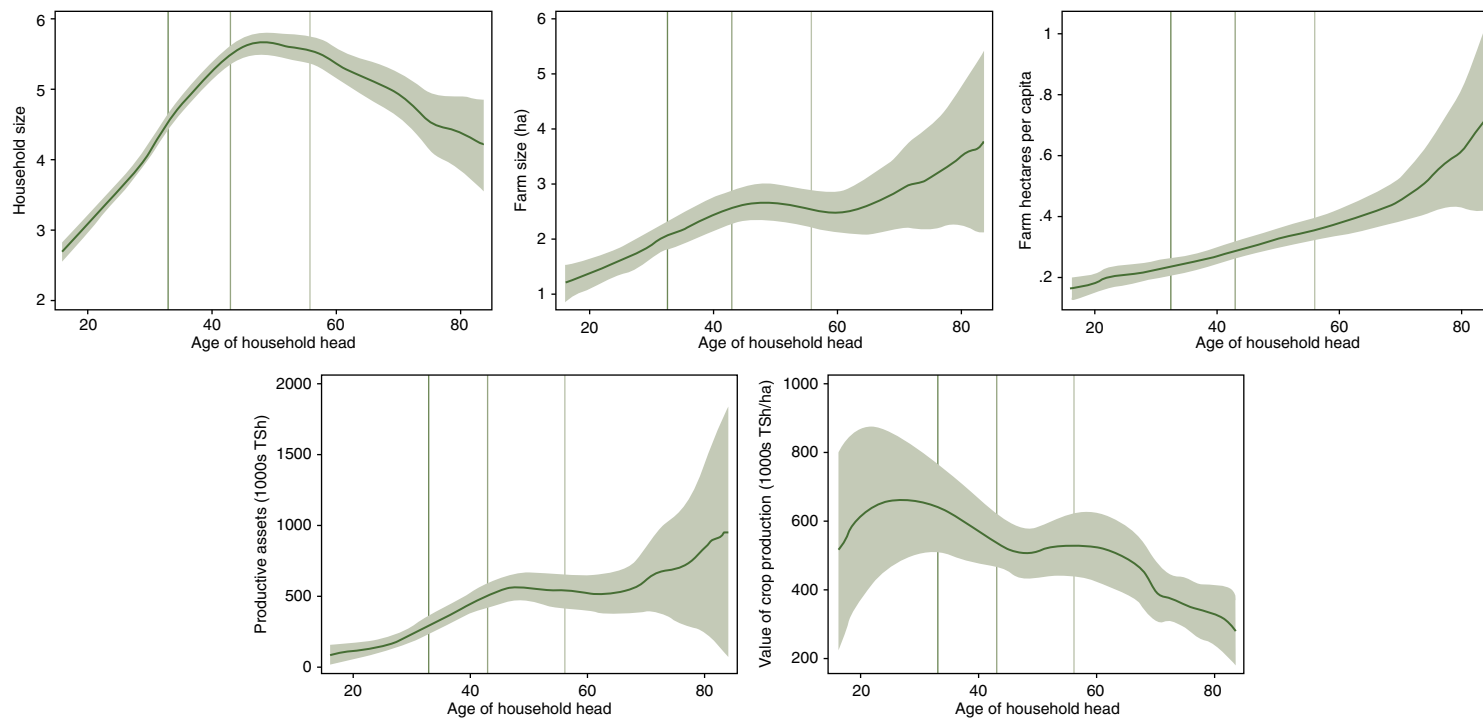 Household size
6
5
4
3
2
20 40 60 80
Age of household head
Farm size (ha)
6
5
4
3
2
1
20 40 60 80
Age of household head
Farm hectares per capita
1
.8
.6
.4
.2
20 40 60 80
Age of household head
Productive assets (1000s TSh)
2000
1500
1000
500
0
20 40 60 80
Age of household head
Value of crop production (1000s TSh/ha)
1000
800
600
400
200
20 40 60 80
Age of household head